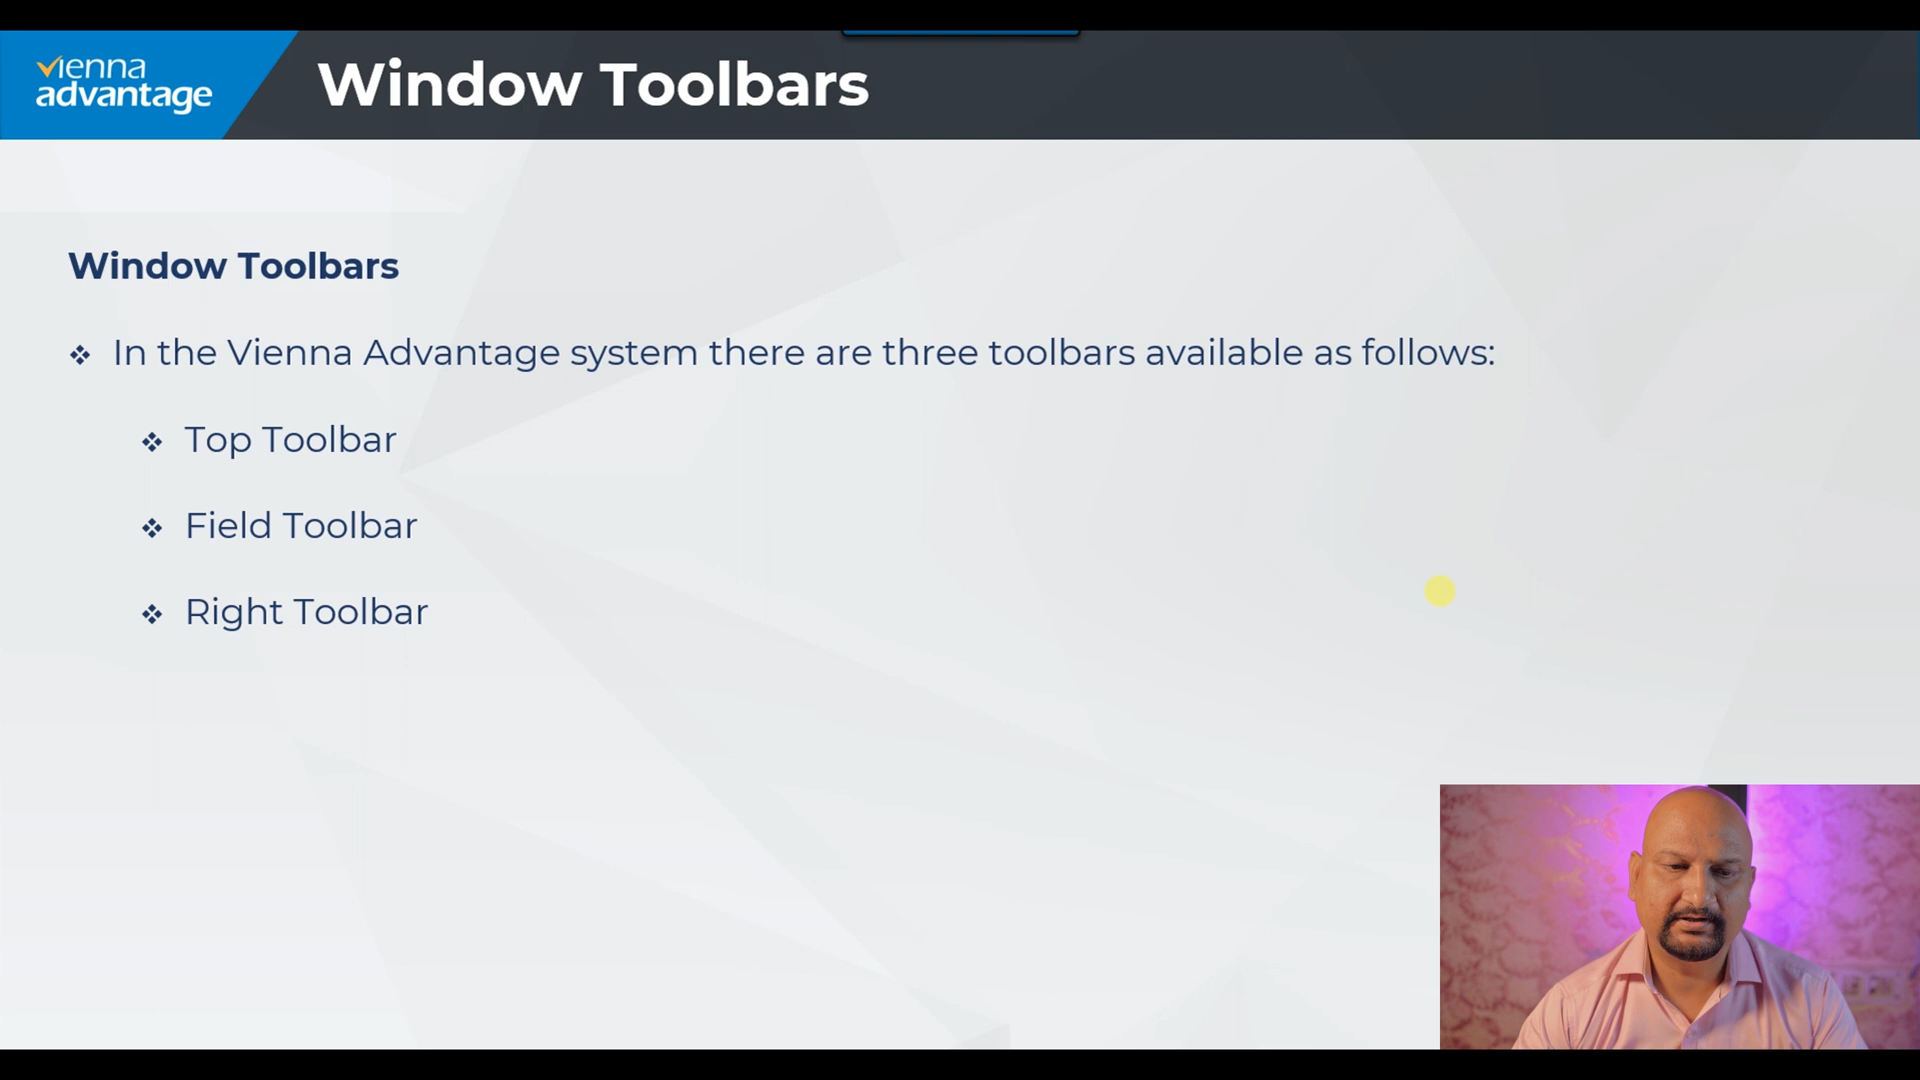 vienna
advantage
Window Toolbars
Window Toolbars
❖ In the Vienna Advantage system there are three toolbars available as follows:
❖ Top Toolbar
❖ Field Toolbar
❖ Right Toolbar